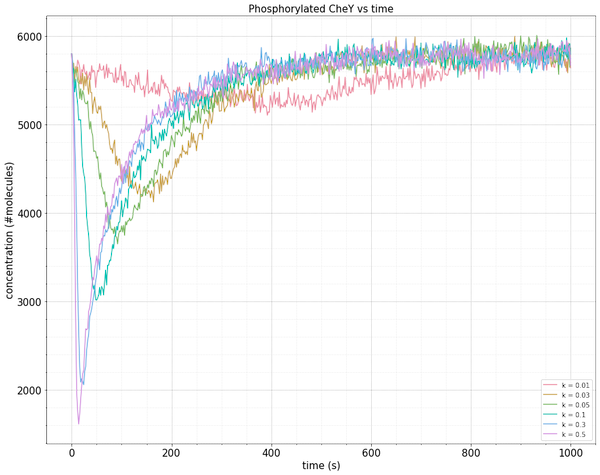 Phosphorylated CheY vs time
concentration (#molecules)
6000
5000
4000
3000
2000
0
200
400
600
800
1000
time (s)
k = 0.01
k = 0.03
k = 0.05
k = 0.1
k = 0.3
k = 0.5